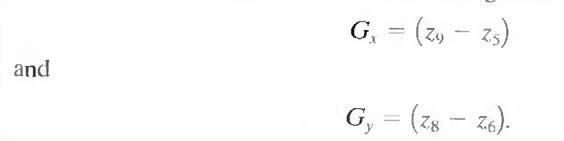 G_x = (z_9 − z_5)
and
G_y = (z_8 − z_6).